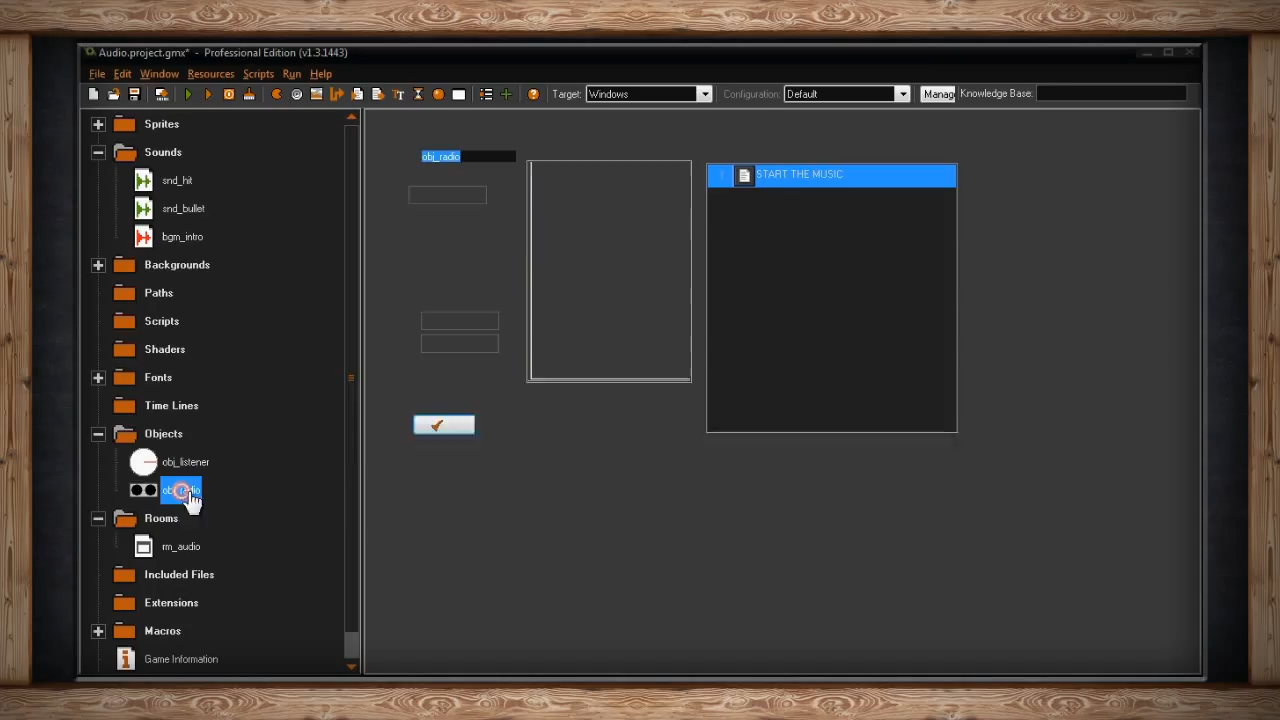 Audio.project.gmx* - Professional Edition (v1.3.1443)
File Edit Window Resources Scripts Run Help
Target: Windows Configuration: Default Manag Knowledge Base:
Sprites
Sounds
snd_hit
snd_bullet
bgm_intro
Backgrounds
Paths
Scripts
Shaders
Fonts
Time Lines
Objects
obj_listener
Rooms
rm_audio
Included Files
Extensions
Macros
Game Information
obj_radio
1 START THE MUSIC